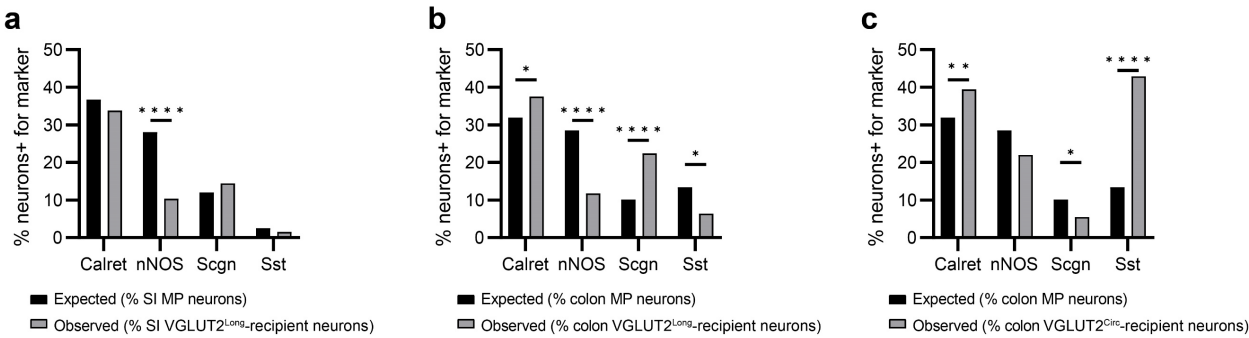 a
b
c
% neurons+ for marker
50
40
30
20
10
0
* * * *
Calret nNOS Scgn Sst
Expected (% SI MP neurons)
Observed (% SI VGLUT2Long-recipient neurons)
% neurons+ for marker
50
40
30
20
10
0
*
* * * *
* * * *
*
Calret nNOS Scgn Sst
Expected (% colon MP neurons)
Observed (% colon VGLUT2Long-recipient neurons)
% neurons+ for marker
50
40
30
20
10
0
* *
*
* * * *
Calret nNOS Scgn Sst
Expected (% colon MP neurons)
Observed (% colon VGLUT2Circ-recipient neurons)